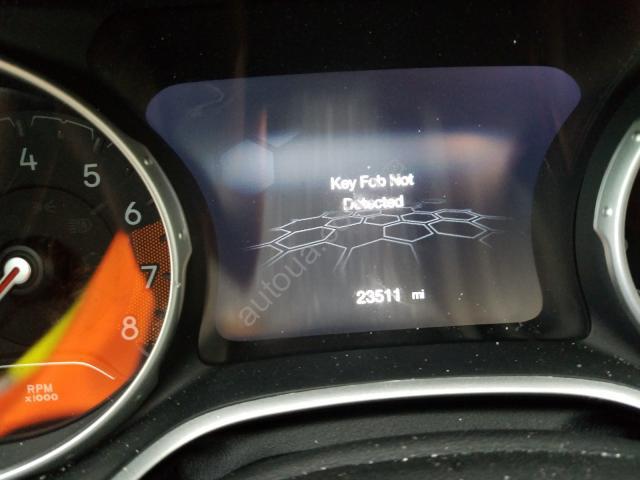 4
5
6
7
8
RPM
x1000
Key Fob Not
Detected
23511 mi
autoua.